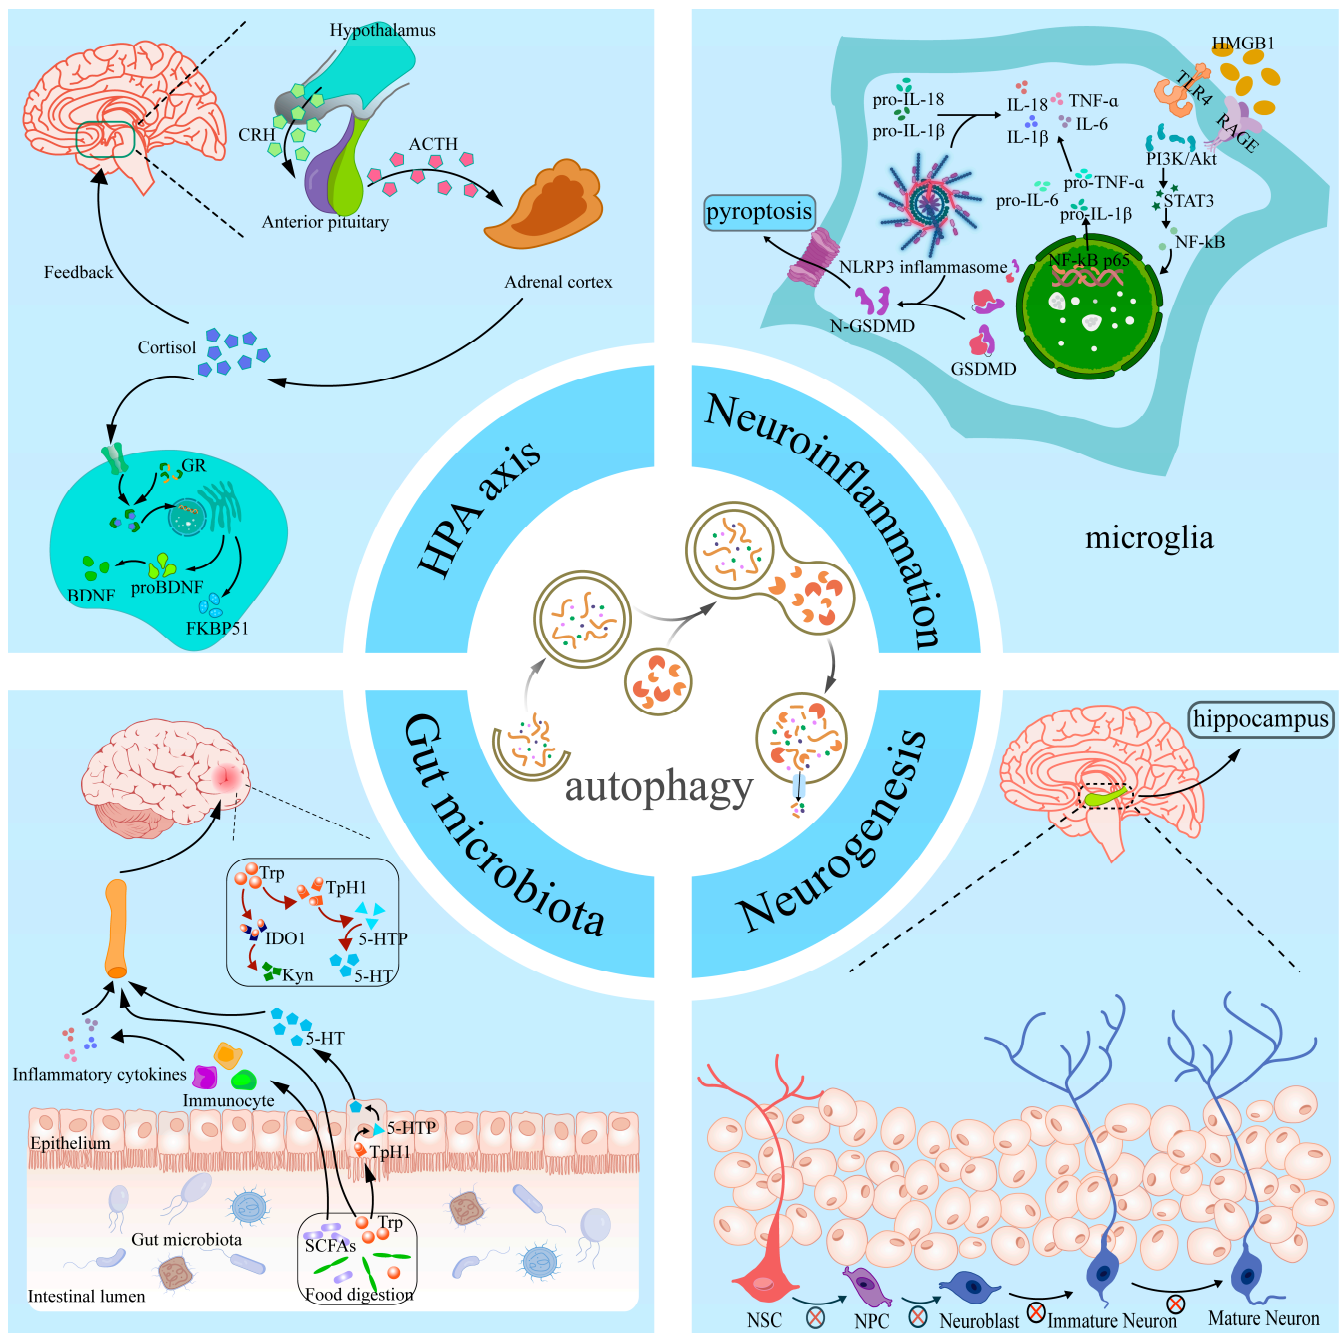 Hypothalamus
CRH
ACTH
Anterior pituitary
Feedback
Adrenal cortex
Cortisol
GR
BDNF
proBDNF
FKBP51
HPA axis
HMGB1
TLR4
RAGE
pro-IL-18
pro-IL-1β
IL-18
TNF-α
IL-1β
IL-6
PI3K/Akt
pro-TNF-α
pro-IL-6
pro-IL-1β
STAT3
NF-kB
pyroptosis
NLRP3 inflammasome
NF-kB p65
N-GSDMD
GSDMD
microglia
Neuroinflammation
autophagy
Gut microbiota
Trp
TpH1
IDO1
5-HTP
Kyn
5-HT
5-HT
Inflammatory cytokines
Immunocyte
Epithelium
5-HTP
TpH1
Trp
SCFAs
Gut microbiota
Food digestion
Intestinal lumen
Neurogenesis
hippocampus
NSC
NPC
Neuroblast
Immature Neuron
Mature Neuron